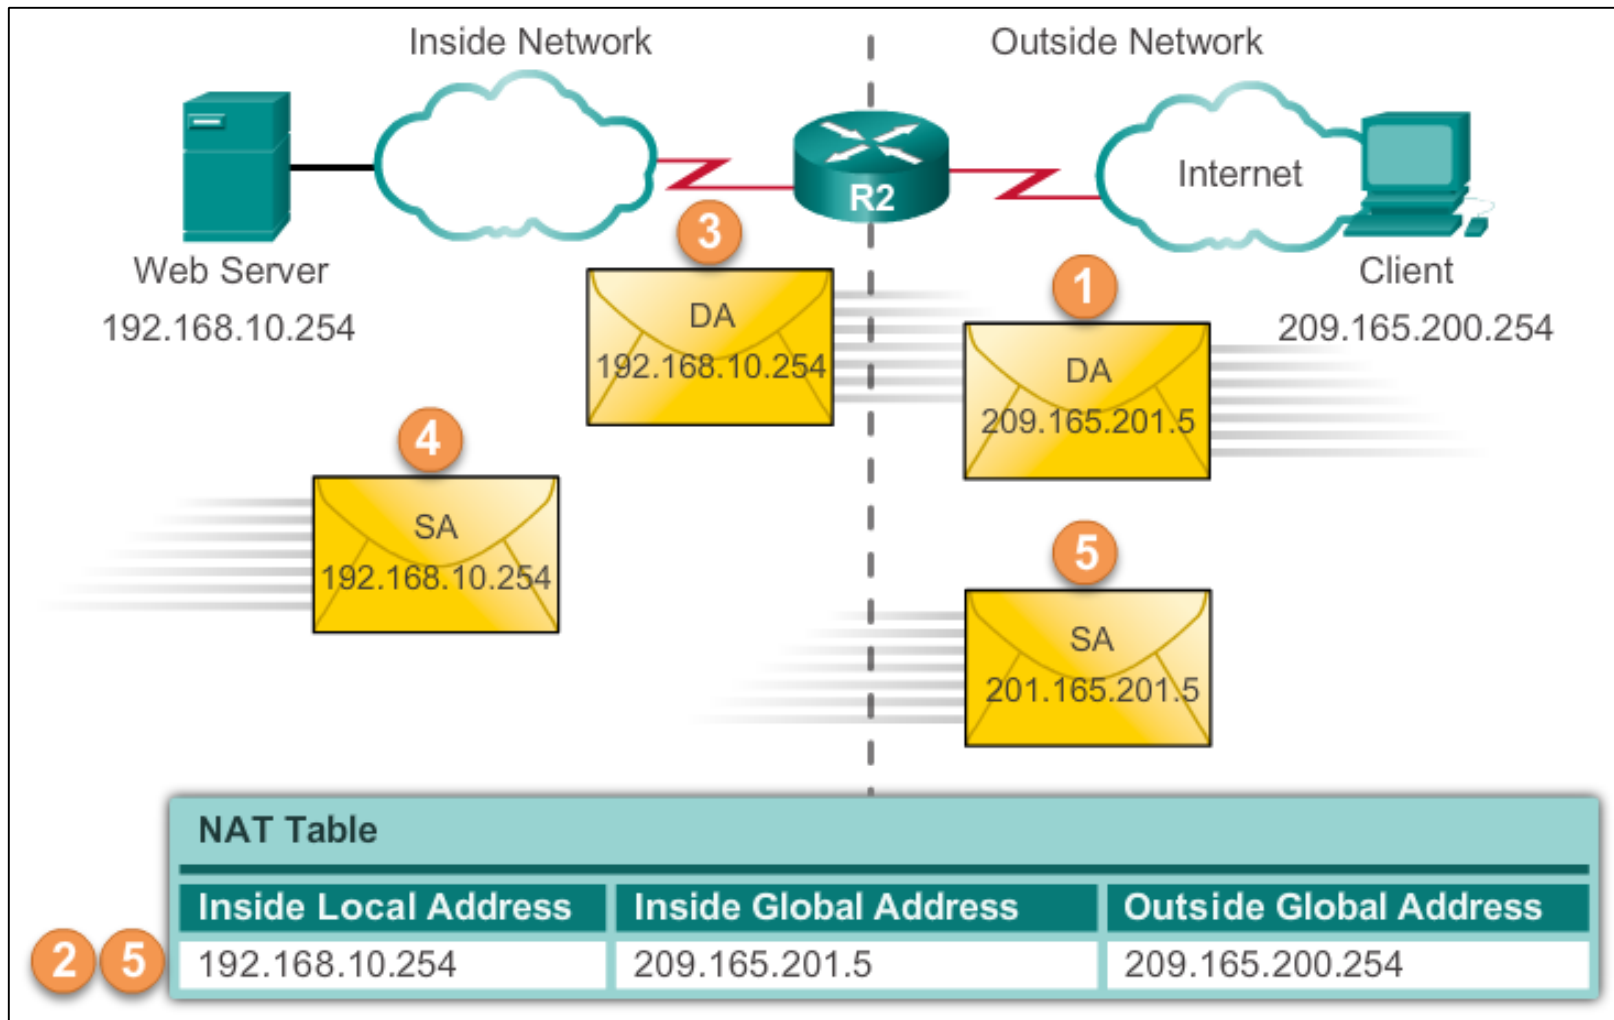 Inside Network
Outside Network
Internet
R2
Web Server
192.168.10.254
Client
209.165.200.254
3
DA
192.168.10.254
1
DA
209.165.201.5
4
SA
192.168.10.254
5
SA
201.165.201.5
NAT Table
Inside Local Address Inside Global Address Outside Global Address
2 5 192.168.10.254 209.165.201.5 209.165.200.254